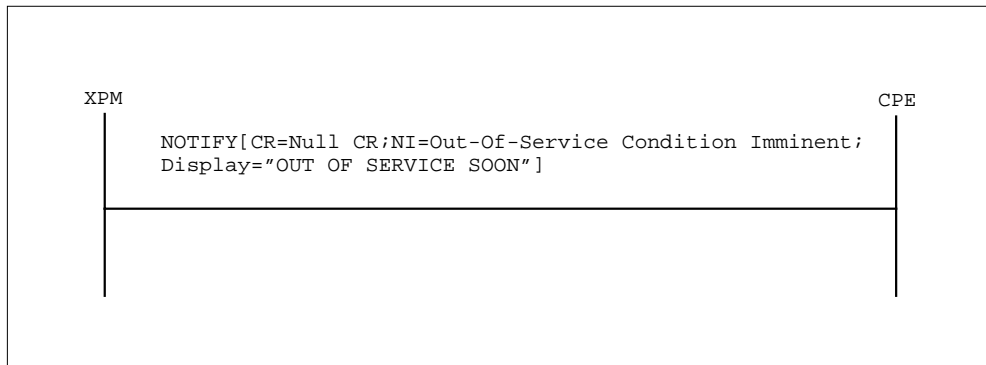 XPM
CPE
NOTIFY[CR=Null CR;NI=Out-Of-Service Condition Imminent;
Display=″OUT OF SERVICE SOON″]